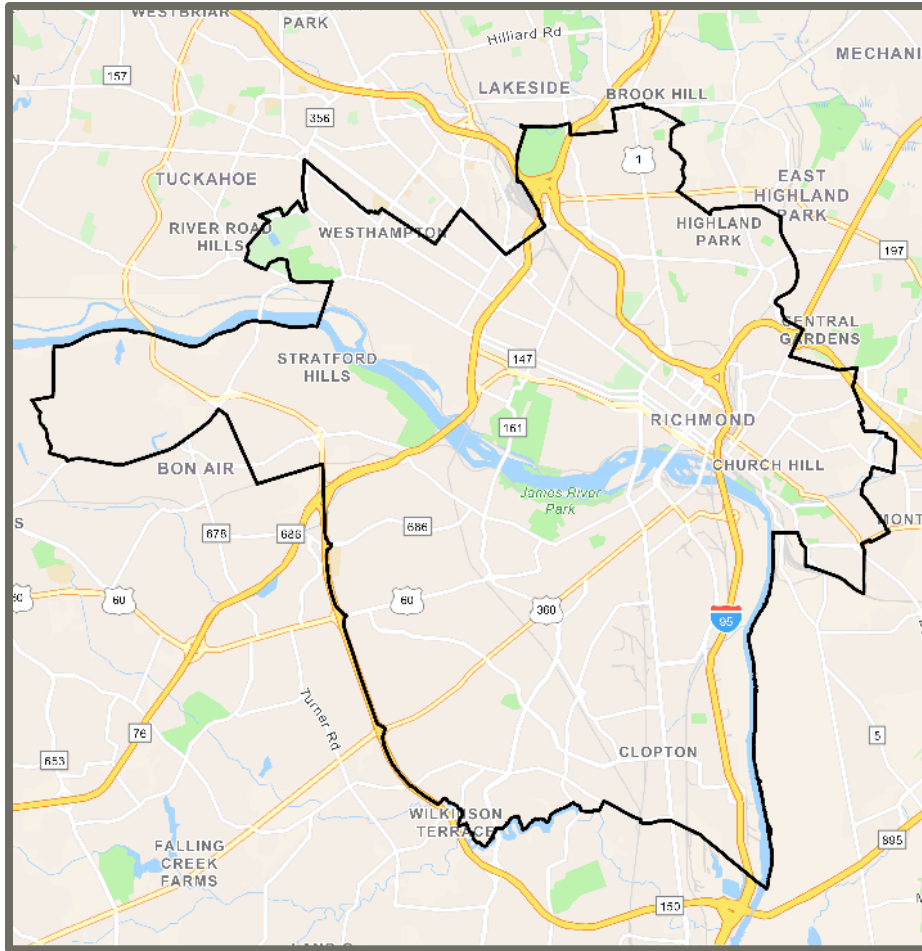 WESTBRIAR
PARK
Hilliard Rd
MECHANI
157
LAKESIDE
BROOK HILL
356
1
TUCKAHOE
EAST
HIGHLAND
PARK
RIVER ROAD
HILLS
WESTHAMPTON
HIGHLAND
PARK
197
CENTRAL
GARDENS
STRATFORD
HILLS
147
RICHMOND
161
BON AIR
CHURCH HILL
James River
Park
S
678
686
686
MONT
60
60
60
360
95
Turner Rd
76
653
CLOPTON
5
WILKINSON
TERRACE
FALLING
CREEK
FARMS
895
150